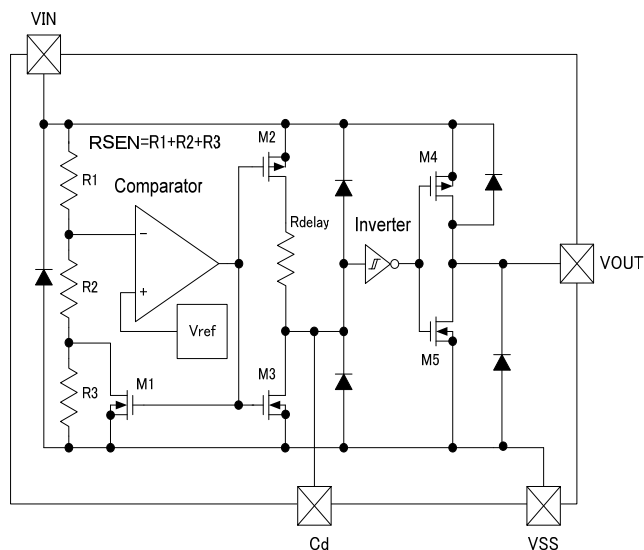 VIN
RSEN=R1+R2+R3
M2
M4
R1
Comparator
Rdelay
Inverter
−
R2
+
Vref
VOUT
M5
R3
M1
M3
Cd
VSS